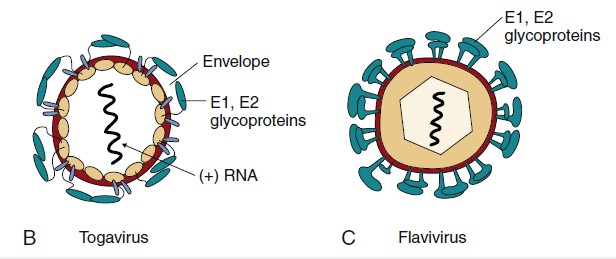 E1, E2
glycoproteins
Envelope
E1, E2
glycoproteins
(+) RNA
B Togavirus
C Flavivirus